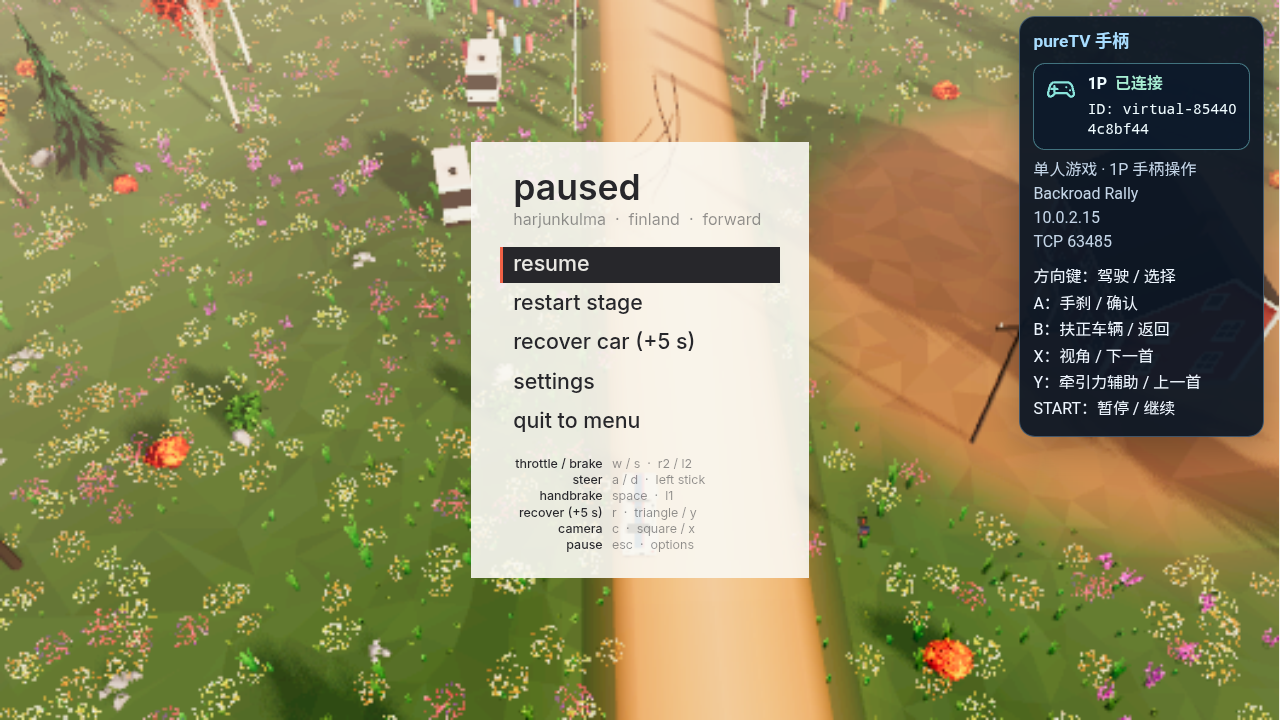 paused
harjunkulma · finland · forward
resume
restart stage
recover car (+5 s)
settings
quit to menu
throttle / brake w / s · r2 / l2
steer a / d · left stick
handbrake space · l1
recover (+5 s) r · triangle / y
camera c · square / x
pause esc · options
pureTV 手柄
1P 已连接
ID: virtual-85440
4c8bf44
单人游戏 · 1P 手柄操作
Backroad Rally
10.0.2.15
TCP 63485
方向键：驾驶 / 选择
A：手刹 / 确认
B：扶正车辆 / 返回
X：视角 / 下一首
Y：牵引力辅助 / 上一首
START：暂停 / 继续